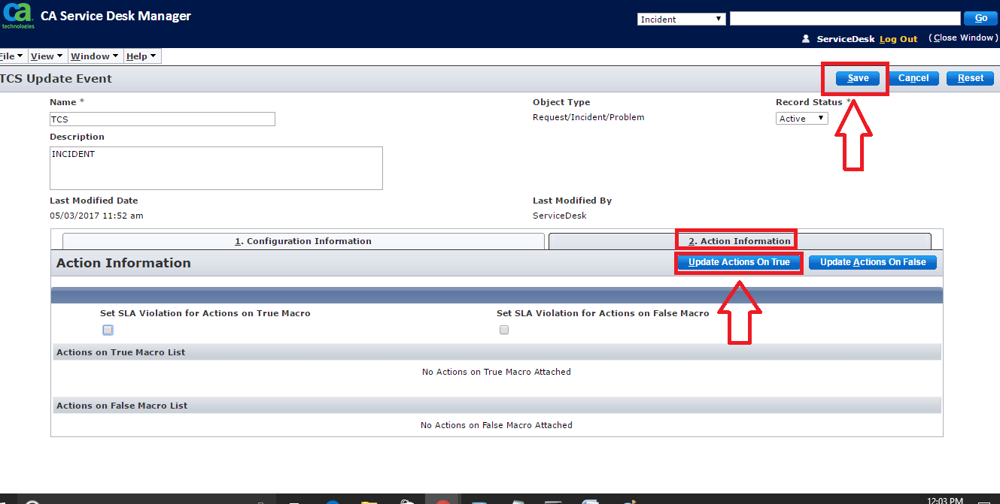 ca technologies CA Service Desk Manager
Incident Go
ServiceDesk Log Out (Close Window)
File View Window Help
TCS Update Event Save Cancel Reset
Name * Object Type Record Status *
TCS Request/Incident/Problem Active
Description
INCIDENT
Last Modified Date Last Modified By
05/03/2017 11:52 am ServiceDesk
1. Configuration Information 2. Action Information
Action Information Update Actions On True Update Actions On False
Set SLA Violation for Actions on True Macro Set SLA Violation for Actions on False Macro
Actions on True Macro List
No Actions on True Macro Attached
Actions on False Macro List
No Actions on False Macro Attached
12:03 PM